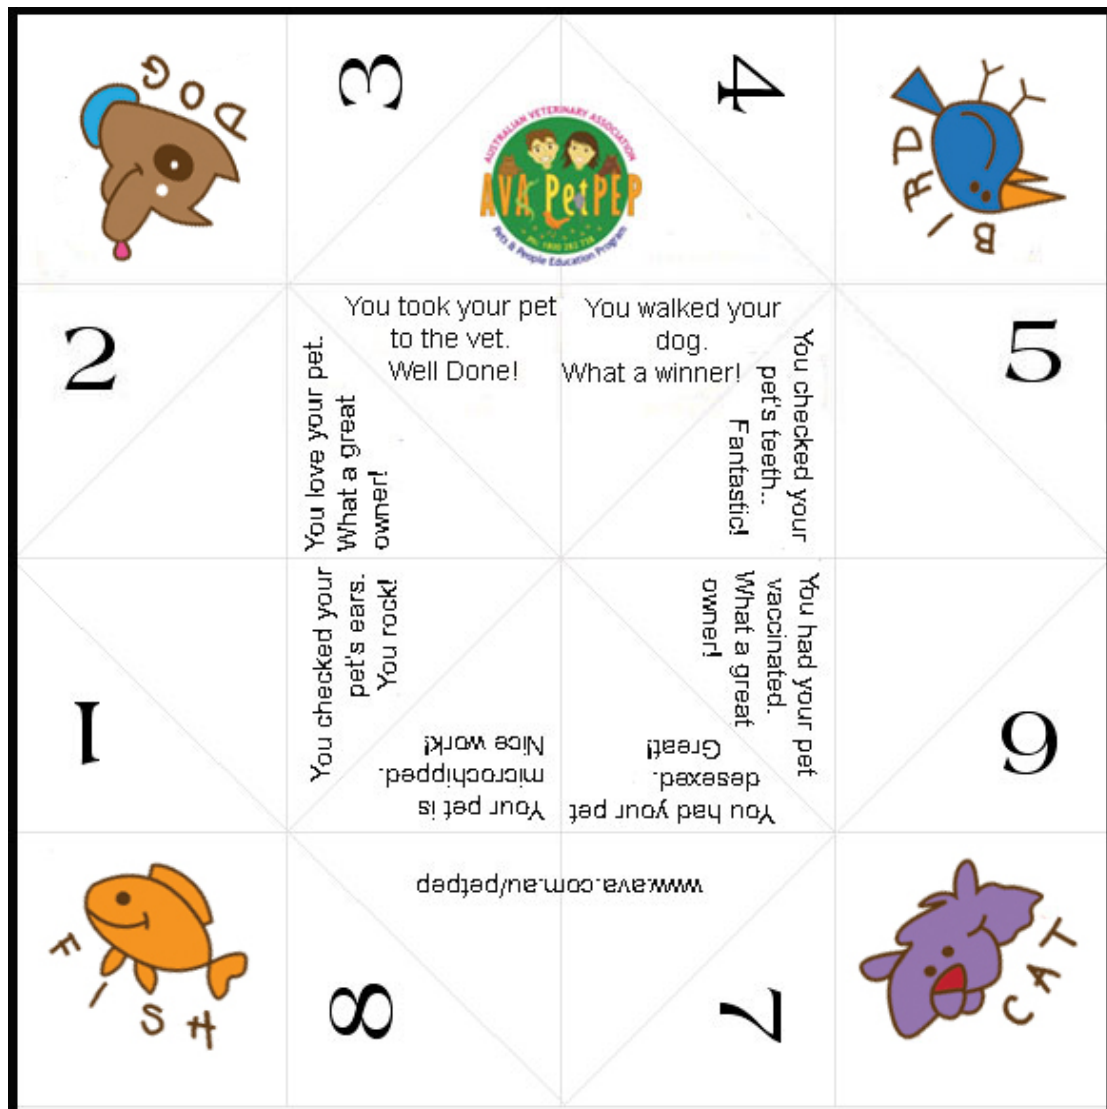 DOG
3
4
BIRD
AUSTRALIAN VETERINARY ASSOCIATION
AVA PetPEP
Pets & People Education Program
2
You took your pet
to the vet.
Well Done!
You walked your
dog.
What a winner!
5
You love your pet.
What a great
owner!
You checked your
pet's teeth..
Fantastic!
1
You checked your
pet's ears.
You rock!
You had your pet
vaccinated.
What a great
owner!
6
Your pet is
microchipped.
Nice work!
You had your pet
desexed.
Great!
FISH
www.ava.com.au/petpep
CAT
8
7